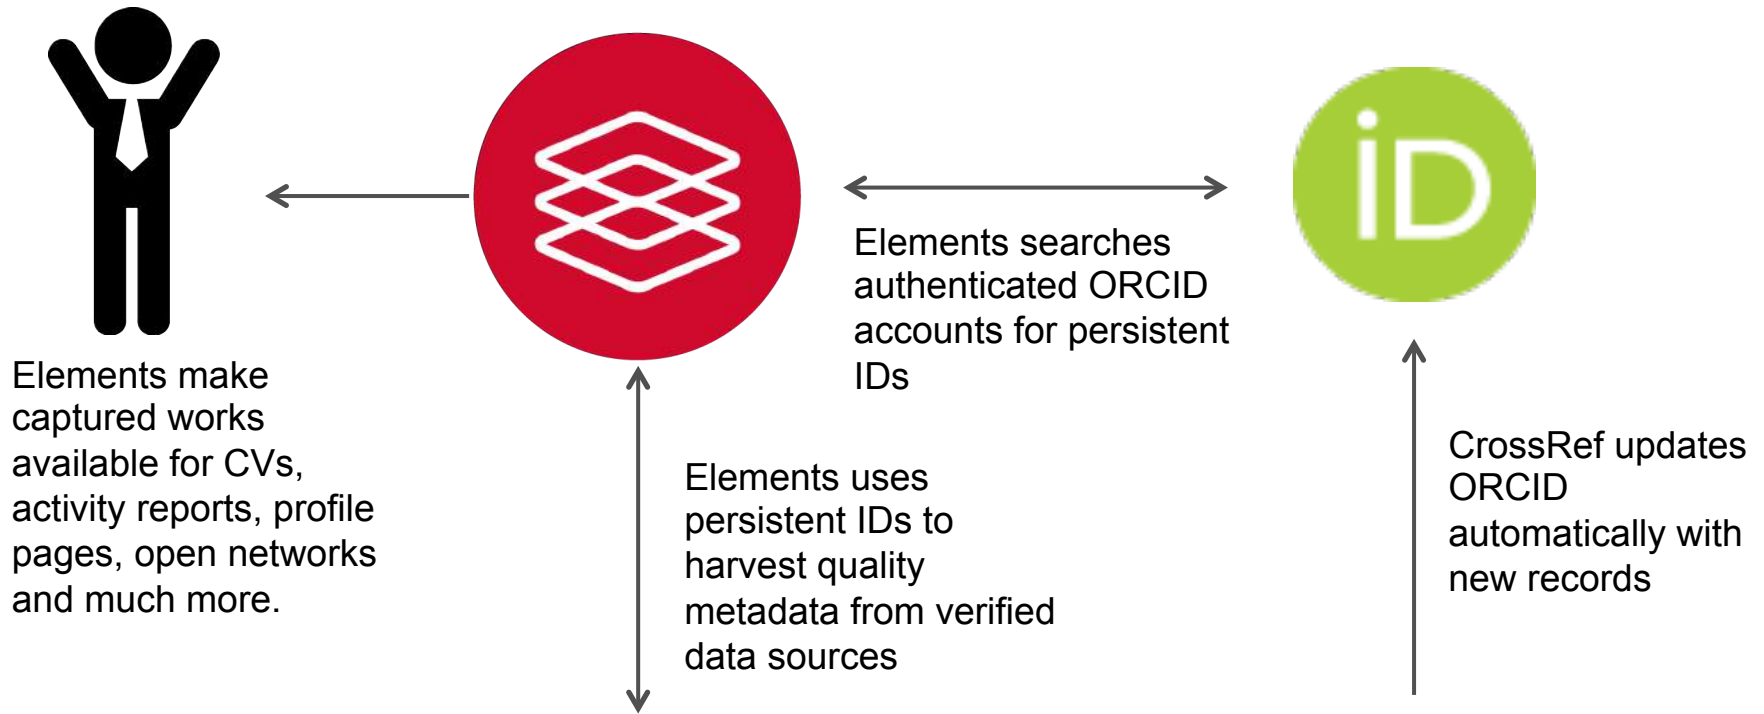 iD
Elements searches
authenticated ORCID
accounts for persistent
IDs
Elements make
captured works
available for CVs,
activity reports, profile
pages, open networks
and much more.
Elements uses
persistent IDs to
harvest quality
metadata from verified
data sources
CrossRef updates
ORCID
automatically with
new records